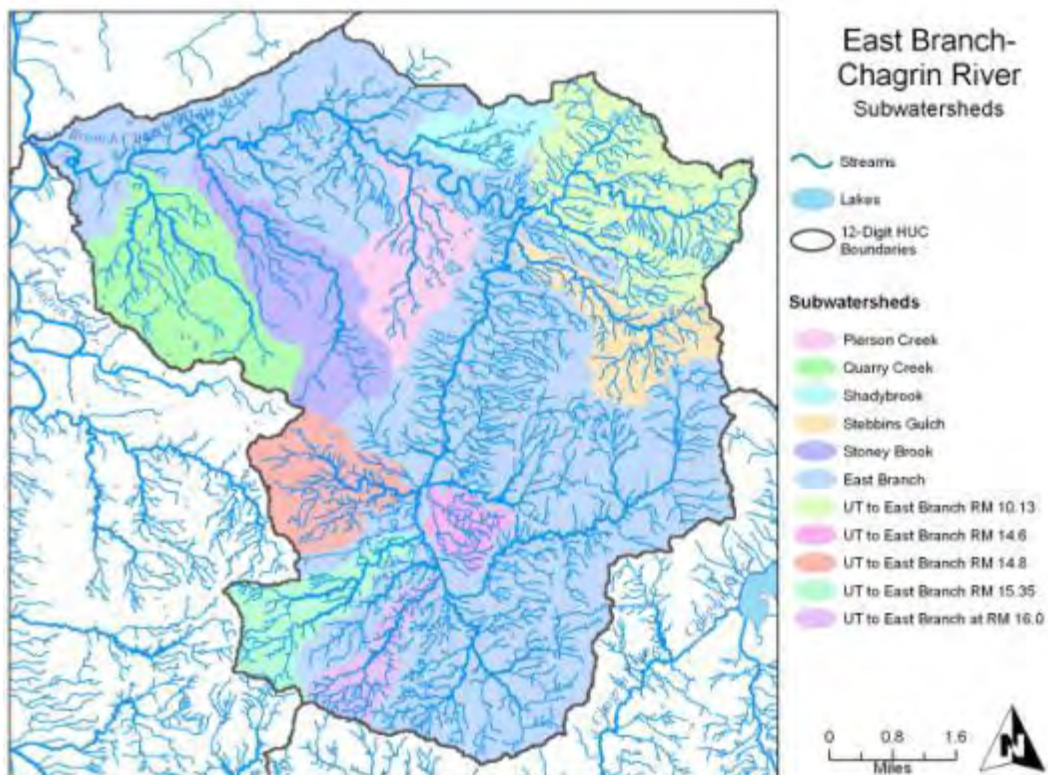 East Branch-
Chagrin River
Subwatersheds
Streams
Lakes
12-Digit HUC
Boundaries
Subwatersheds
Pierson Creek
Quarry Creek
Shadybrook
Stebbins Gulch
Stoney Brook
East Branch
UT to East Branch RM 10.13
UT to East Branch RM 14.6
UT to East Branch RM 14.8
UT to East Branch RM 15.35
UT to East Branch at RM 16.0
0 0.8 1.6
Miles
N